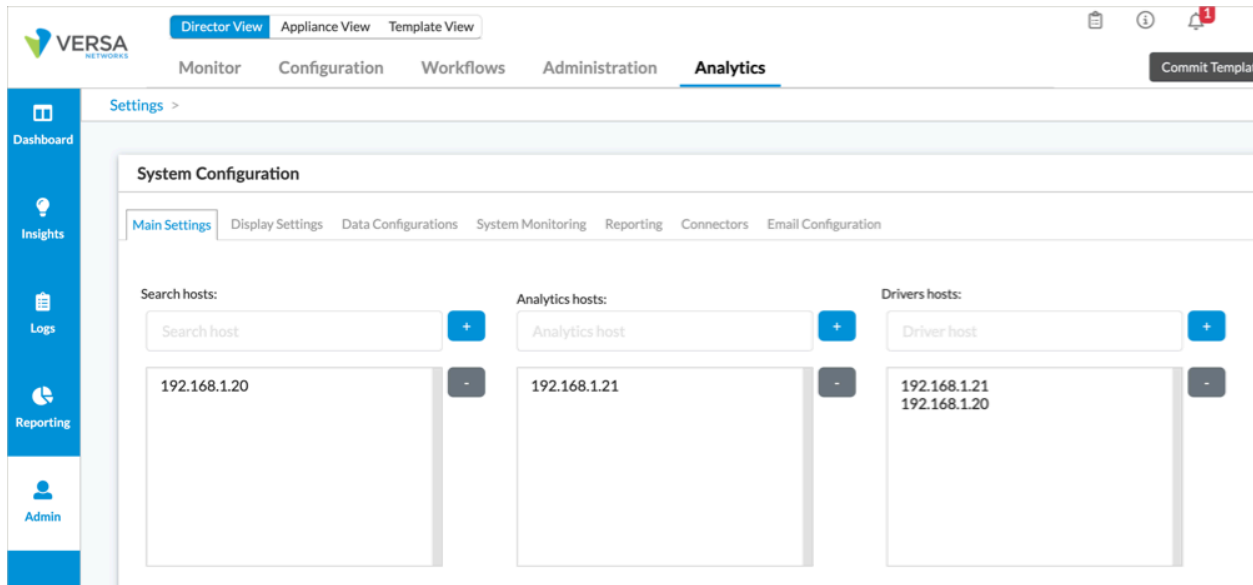 VERSA
NETWORKS
Director View Appliance View Template View
1
Monitor Configuration Workflows Administration Analytics
Commit Templat
Settings >
Dashboard
Insights
Logs
Reporting
Admin
System Configuration
Main Settings Display Settings Data Configurations System Monitoring Reporting Connectors Email Configuration
Search hosts:
Search host +
192.168.1.20 -
Analytics hosts:
Analytics host +
192.168.1.21 -
Drivers hosts:
Driver host +
192.168.1.21 -
192.168.1.20